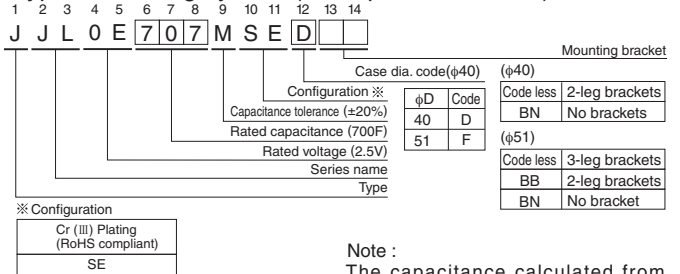 1 2 3 4 5 6 7 8 9 10 11 12 13 14
J J L 0 E 7 0 7 M S E D
Mounting bracket
Case dia. code(ϕ40)
Configuration ※
Capacitance tolerance (±20%)
Rated capacitance (700F)
Rated voltage (2.5V)
Series name
Type
ϕD Code
40 D
51 F
(ϕ40)
Code less 2-leg brackets
BN No brackets
(ϕ51)
Code less 3-leg brackets
BB 2-leg brackets
BN No bracket
※Configuration
Cr (Ⅲ) Plating
(RoHS compliant)
SE
Note :
The capacitance calculated from